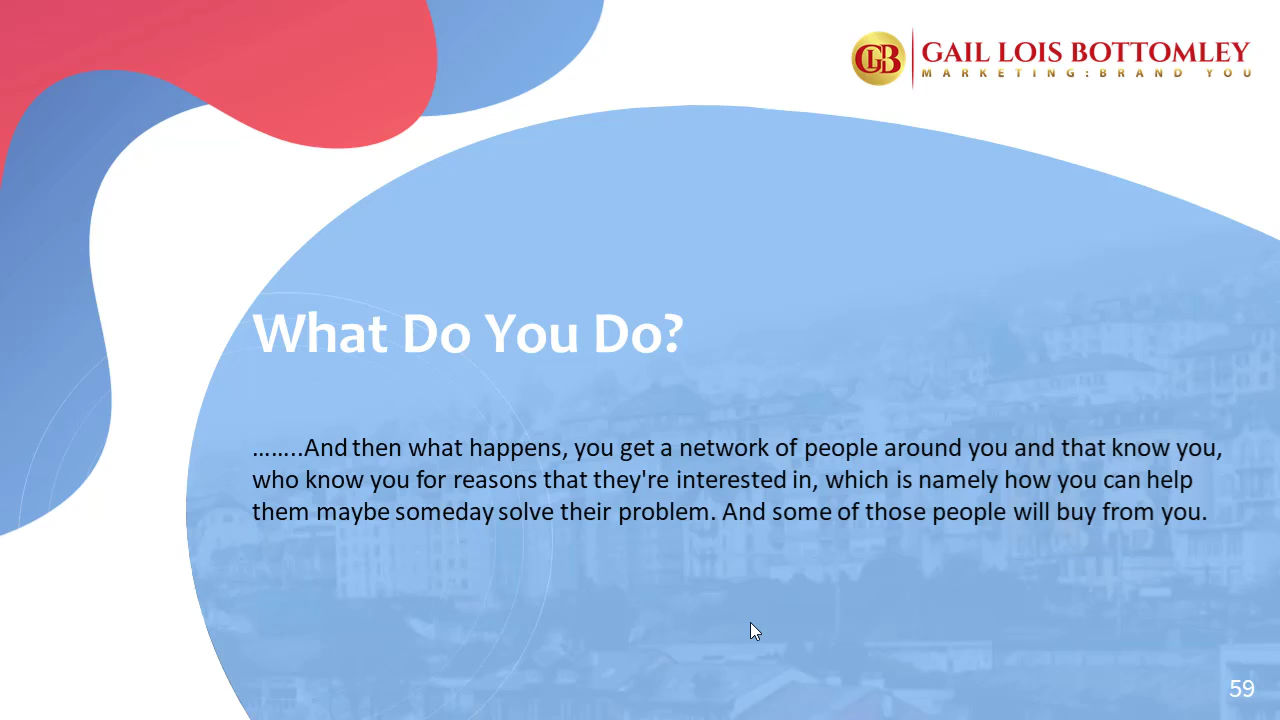 GLB
GAIL LOIS BOTTOMLEY
MARKETING:BRAND YOU
What Do You Do?
........And then what happens, you get a network of people around you and that know you,
who know you for reasons that they're interested in, which is namely how you can help
them maybe someday solve their problem. And some of those people will buy from you.
59